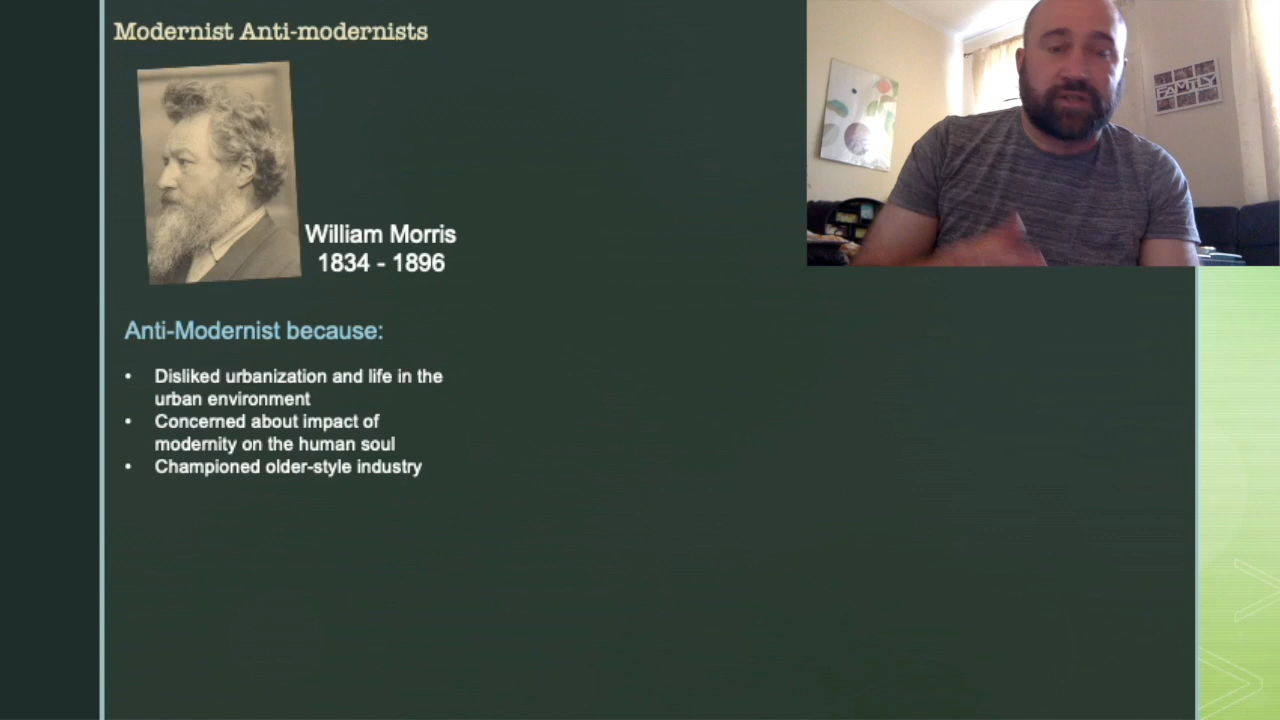 Modernist Anti-modernists
FAMILY
William Morris
1834 - 1896
Anti-Modernist because:
• Disliked urbanization and life in the
urban environment
• Concerned about impact of
modernity on the human soul
• Championed older-style industry